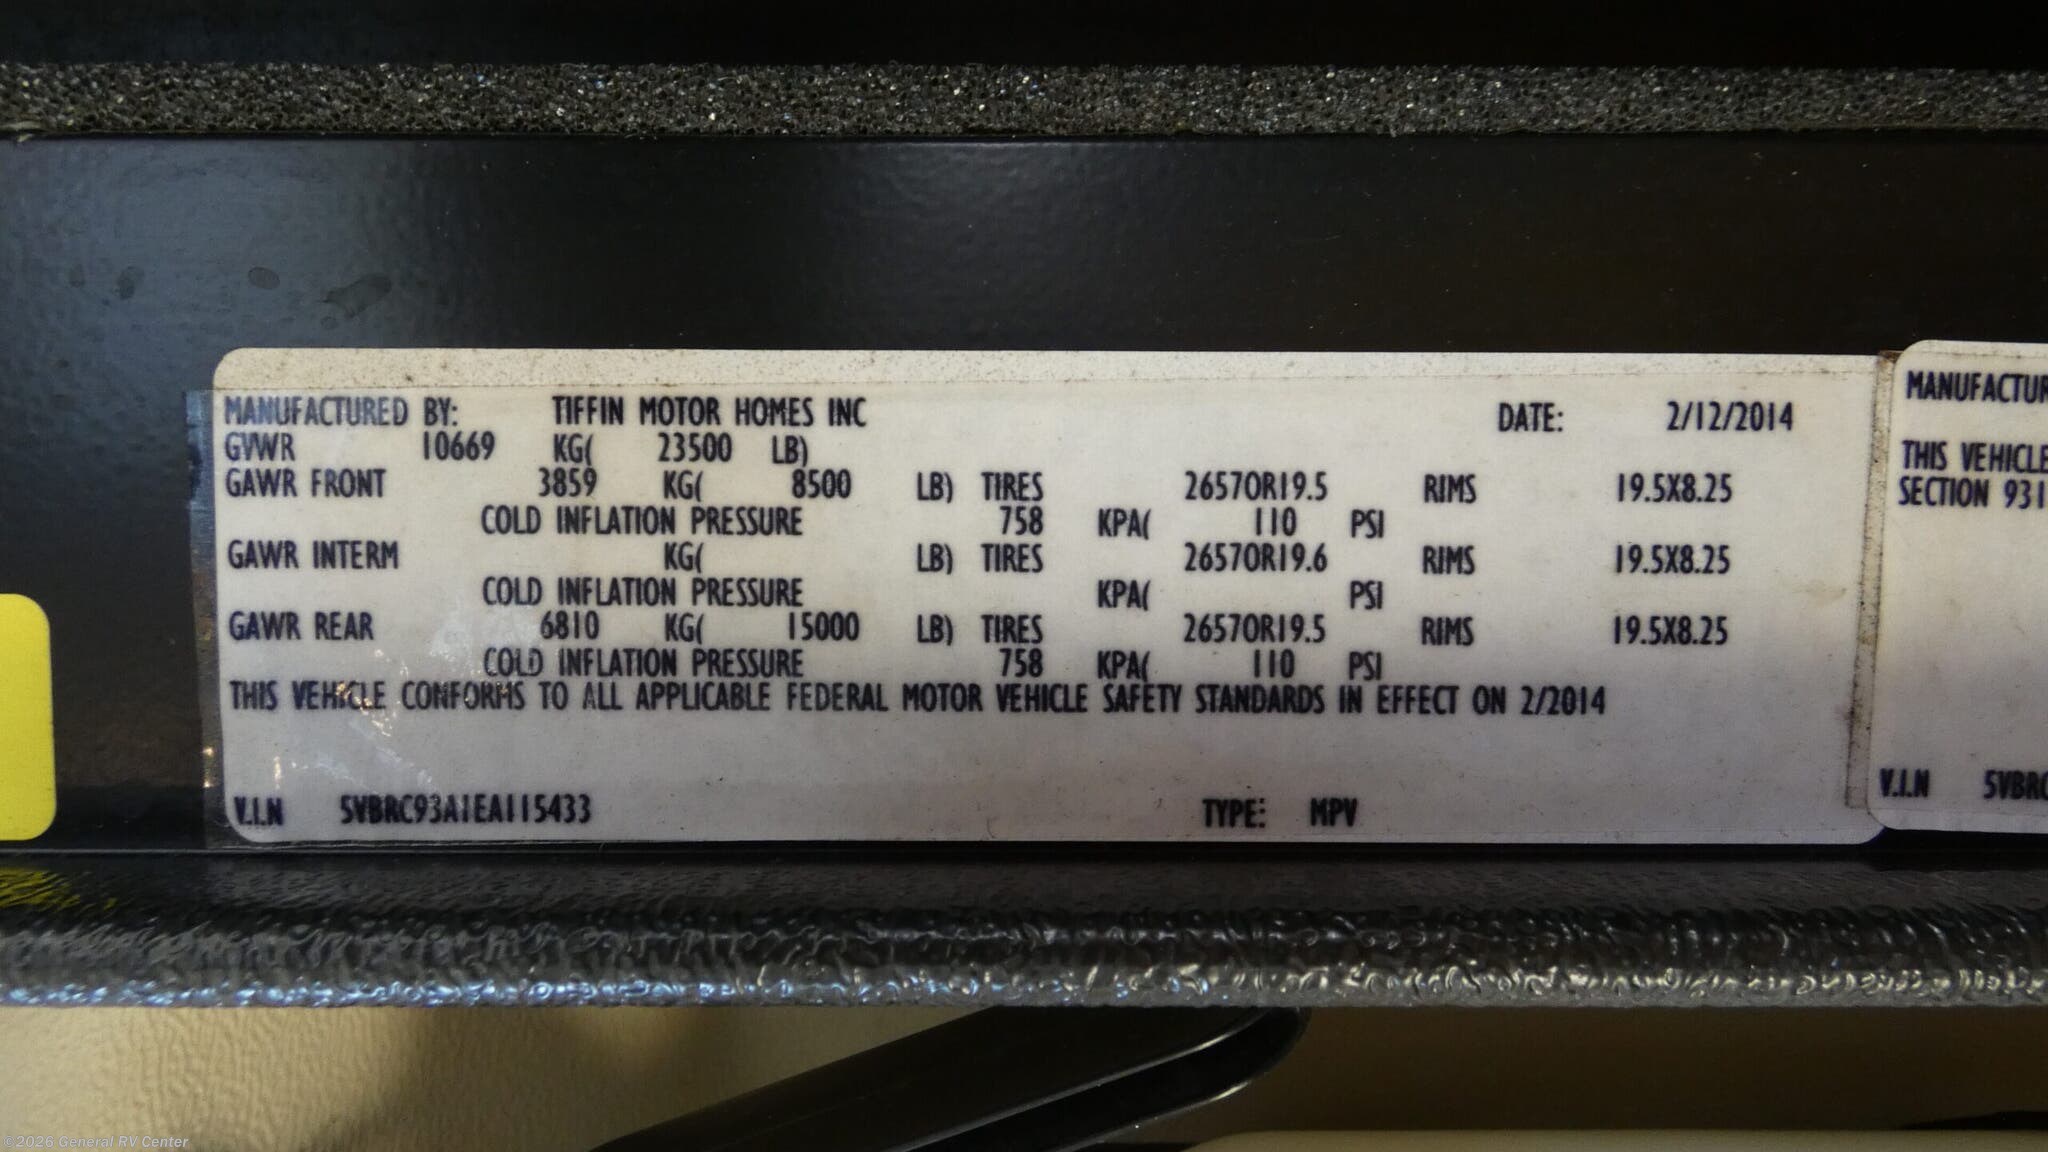 MANUFACTURED BY: TIFFIN MOTOR HOMES INC DATE: 2/12/2014
GVWR 10669 KG( 23500 LB)
GAWR FRONT 3859 KG( 8500 LB) TIRES 26570R19.5 RIMS 19.5X8.25
COLD INFLATION PRESSURE 758 KPA( 110 PSI
GAWR INTERM KG( LB) TIRES 26570R19.6 RIMS 19.5X8.25
COLD INFLATION PRESSURE KPA( PSI
GAWR REAR 6810 KG( 15000 LB) TIRES 26570R19.5 RIMS 19.5X8.25
COLD INFLATION PRESSURE 758 KPA( 110 PSI
THIS VEHICLE CONFORMS TO ALL APPLICABLE FEDERAL MOTOR VEHICLE SAFETY STANDARDS IN EFFECT ON 2/2014
V.I.N 5VBRC93A1EA115433 TYPE: MPV
MANUFACTUR
THIS VEHICLE
SECTION 931
V.I.N 5VBRC
©2026 General RV Center